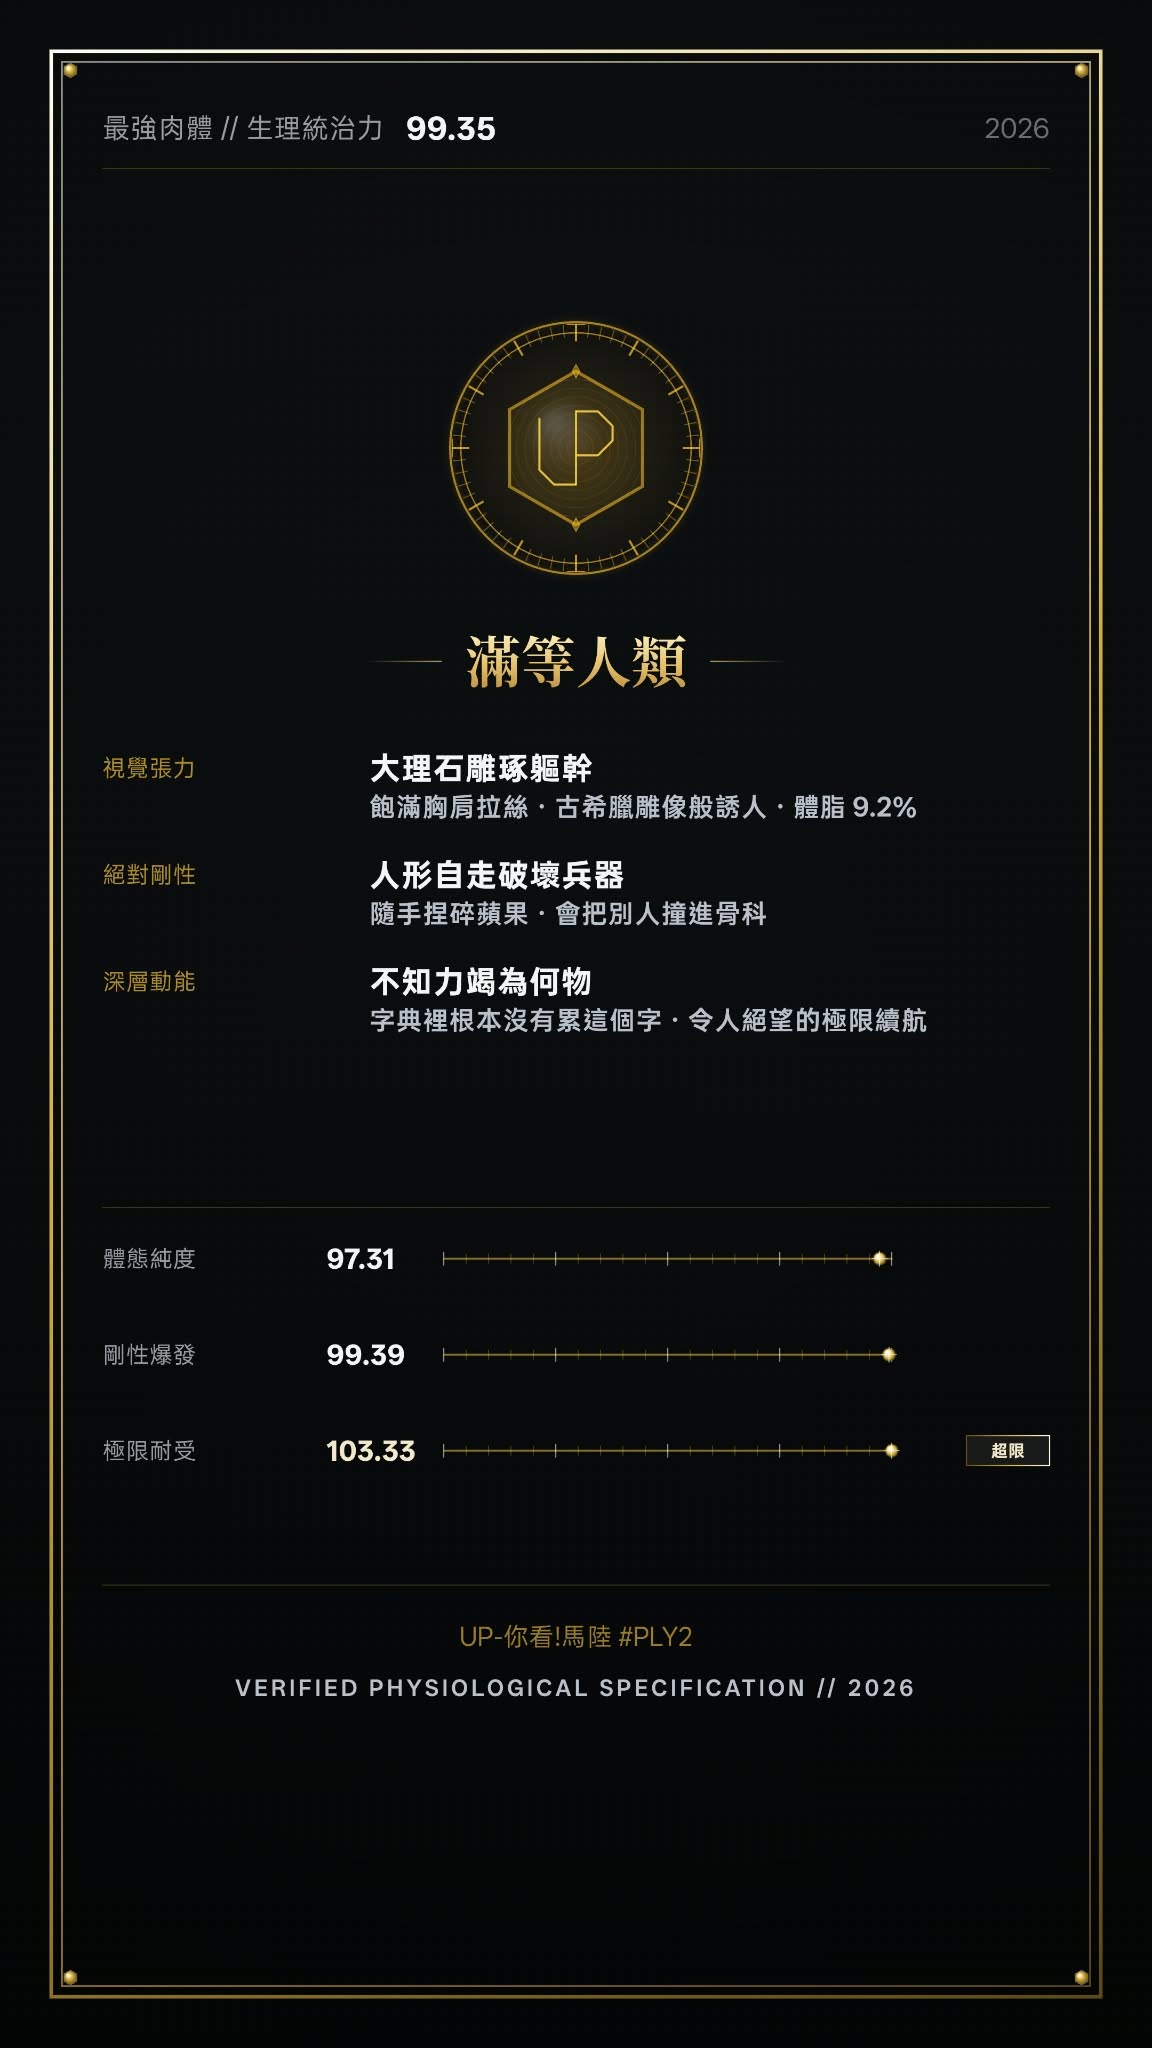 最強肉體 // 生理統治力 99.35
2026
UP
滿等人類
視覺張力
大理石雕琢軀幹
飽滿胸肩拉絲・古希臘雕像般誘人・體脂 9.2%
絕對剛性
人形自走破壞兵器
隨手捏碎蘋果・會把別人撞進骨科
深層動能
不知力竭為何物
字典裡根本沒有累這個字・令人絕望的極限續航
體態純度 97.31
剛性爆發 99.39
極限耐受 103.33 超限
UP-你看!馬陸 #PLY2
VERIFIED PHYSIOLOGICAL SPECIFICATION // 2026